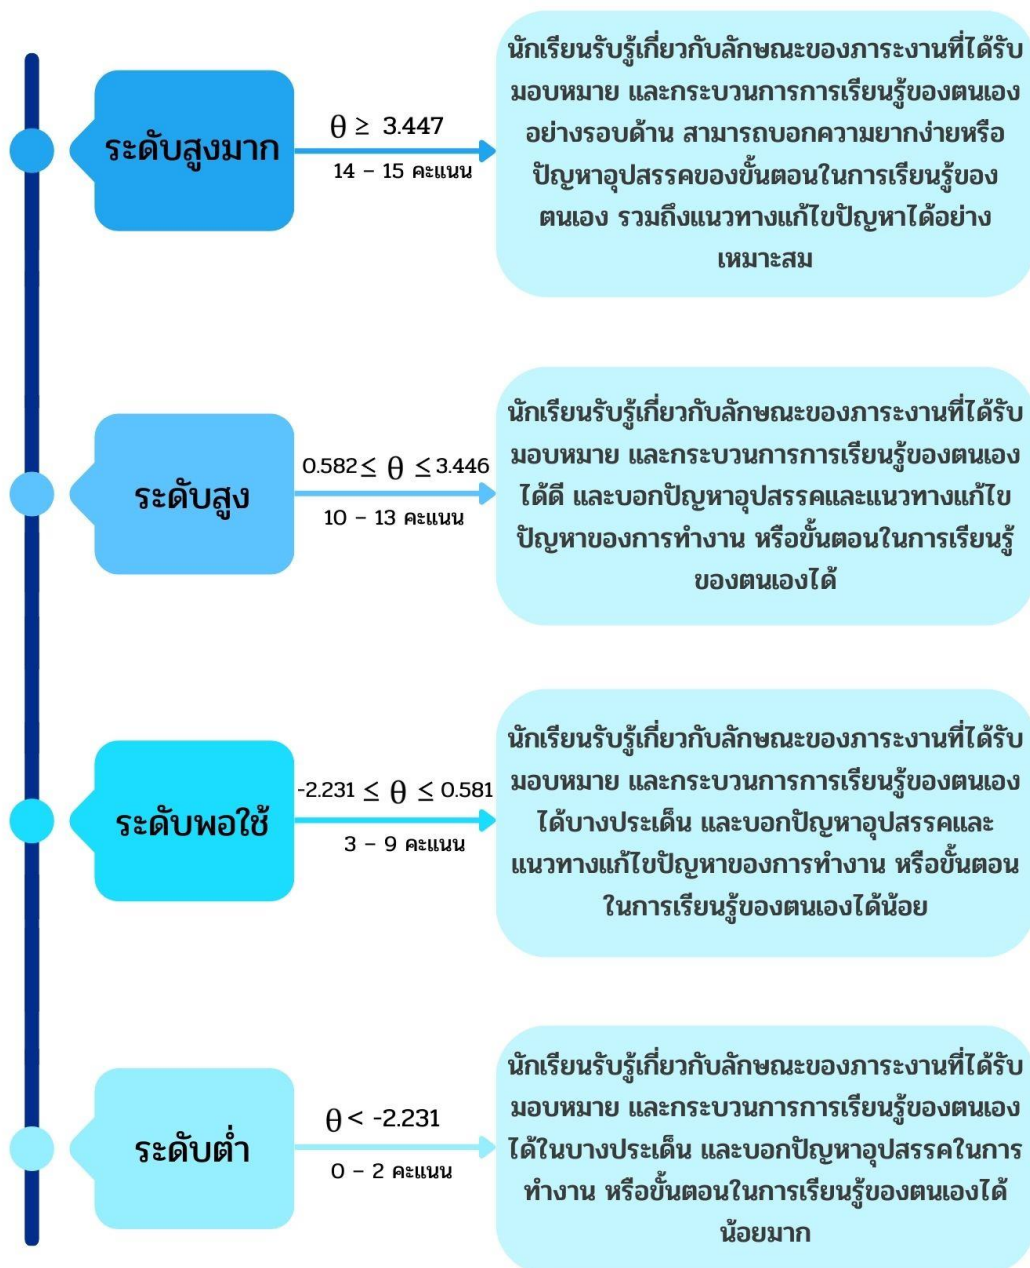 ระดับสูงมาก
θ ≥ 3.447
14 – 15 คะแนน
นักเรียนรับรู้เกี่ยวกับลักษณะของภาระงานที่ได้รับ
มอบหมาย และกระบวนการการเรียนรู้ของตนเอง
อย่างรอบด้าน สามารถบอกความยากง่ายหรือ
ปัญหาอุปสรรคของขั้นตอนในการเรียนรู้ของ
ตนเอง รวมถึงแนวทางแก้ไขปัญหาได้อย่าง
เหมาะสม
ระดับสูง
0.582 ≤ θ ≤ 3.446
10 – 13 คะแนน
นักเรียนรับรู้เกี่ยวกับลักษณะของภาระงานที่ได้รับ
มอบหมาย และกระบวนการการเรียนรู้ของตนเอง
ได้ดี และบอกปัญหาอุปสรรคและแนวทางแก้ไข
ปัญหาของการทำงาน หรือขั้นตอนในการเรียนรู้
ของตนเองได้
ระดับพอใช้
-2.231 ≤ θ ≤ 0.581
3 – 9 คะแนน
นักเรียนรับรู้เกี่ยวกับลักษณะของภาระงานที่ได้รับ
มอบหมาย และกระบวนการการเรียนรู้ของตนเอง
ได้บางประเด็น และบอกปัญหาอุปสรรคและ
แนวทางแก้ไขปัญหาของการทำงาน หรือขั้นตอน
ในการเรียนรู้ของตนเองได้น้อย
ระดับต่ำ
θ < -2.231
0 – 2 คะแนน
นักเรียนรับรู้เกี่ยวกับลักษณะของภาระงานที่ได้รับ
มอบหมาย และกระบวนการการเรียนรู้ของตนเอง
ได้ในบางประเด็น และบอกปัญหาอุปสรรคในการ
ทำงาน หรือขั้นตอนในการเรียนรู้ของตนเองได้
น้อยมาก